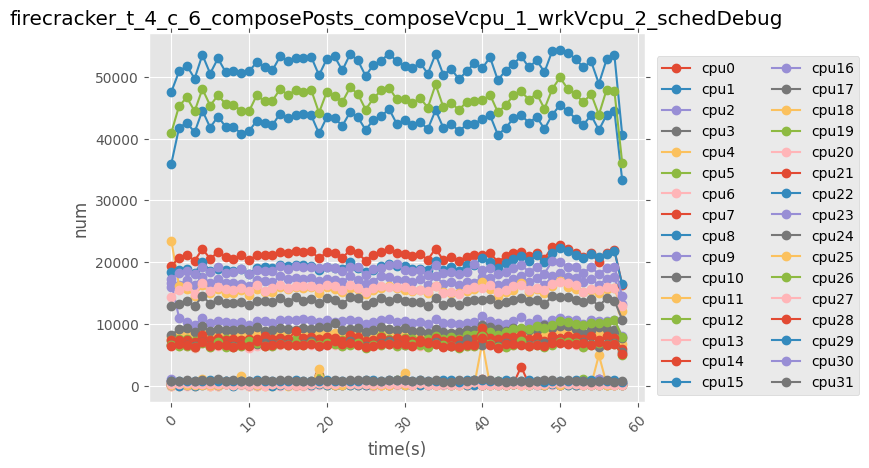 firecracker_t_4_c_6_composePosts_composeVcpu_1_wrkVcpu_2_schedDebug
50000
40000
30000
20000
10000
0
num
0
10
20
30
40
50
60
time(s)
cpu0
cpu1
cpu2
cpu3
cpu4
cpu5
cpu6
cpu7
cpu8
cpu9
cpu10
cpu11
cpu12
cpu13
cpu14
cpu15
cpu16
cpu17
cpu18
cpu19
cpu20
cpu21
cpu22
cpu23
cpu24
cpu25
cpu26
cpu27
cpu28
cpu29
cpu30
cpu31